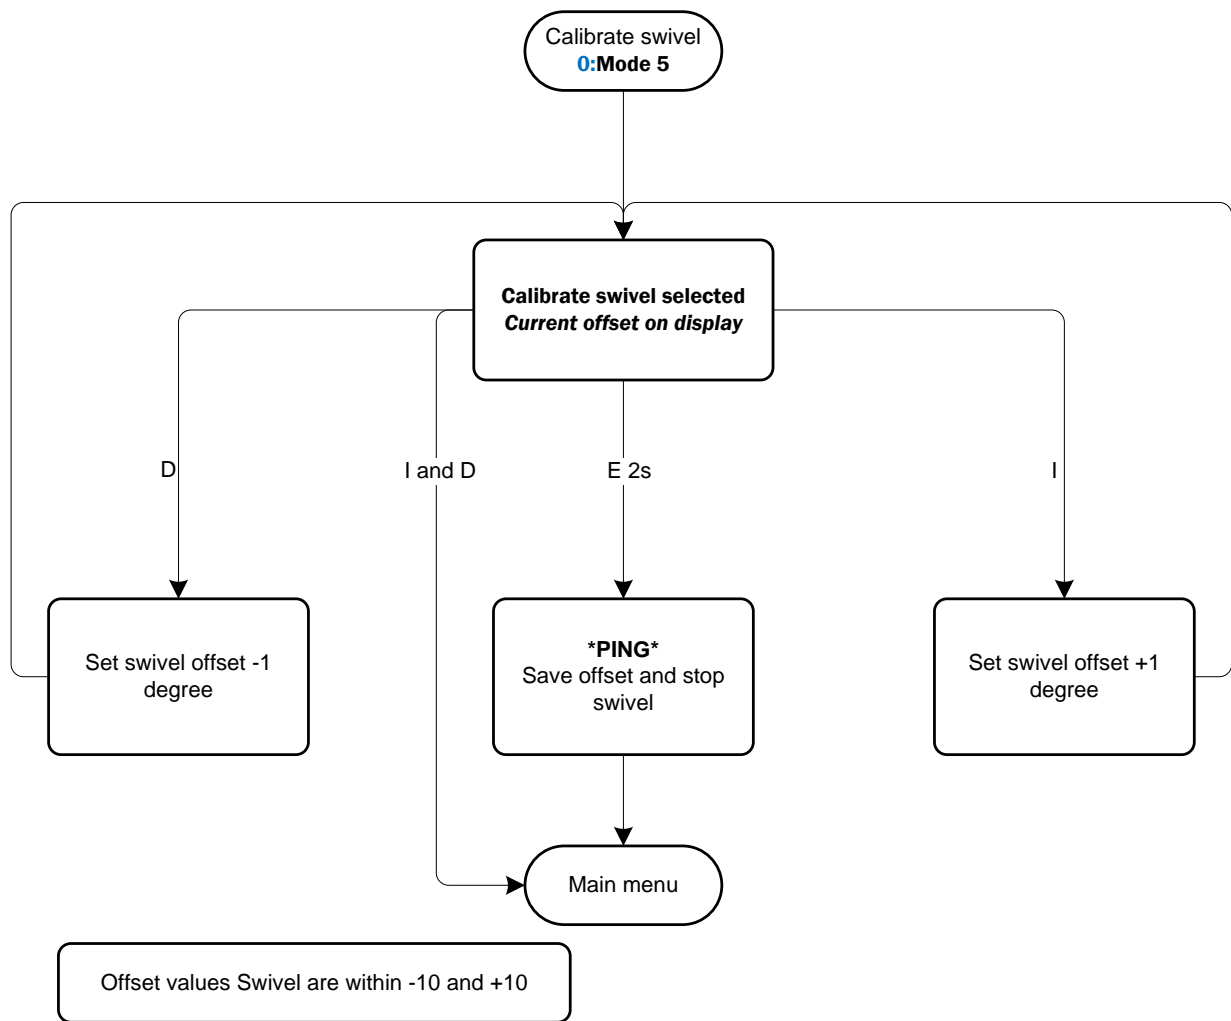 Calibrate swivel
0:Mode 5
Calibrate swivel selected
Current offset on display
D
I and D
E 2s
I
Set swivel offset -1
degree
*PING*
Save offset and stop
swivel
Set swivel offset +1
degree
Main menu
Offset values Swivel are within -10 and +10